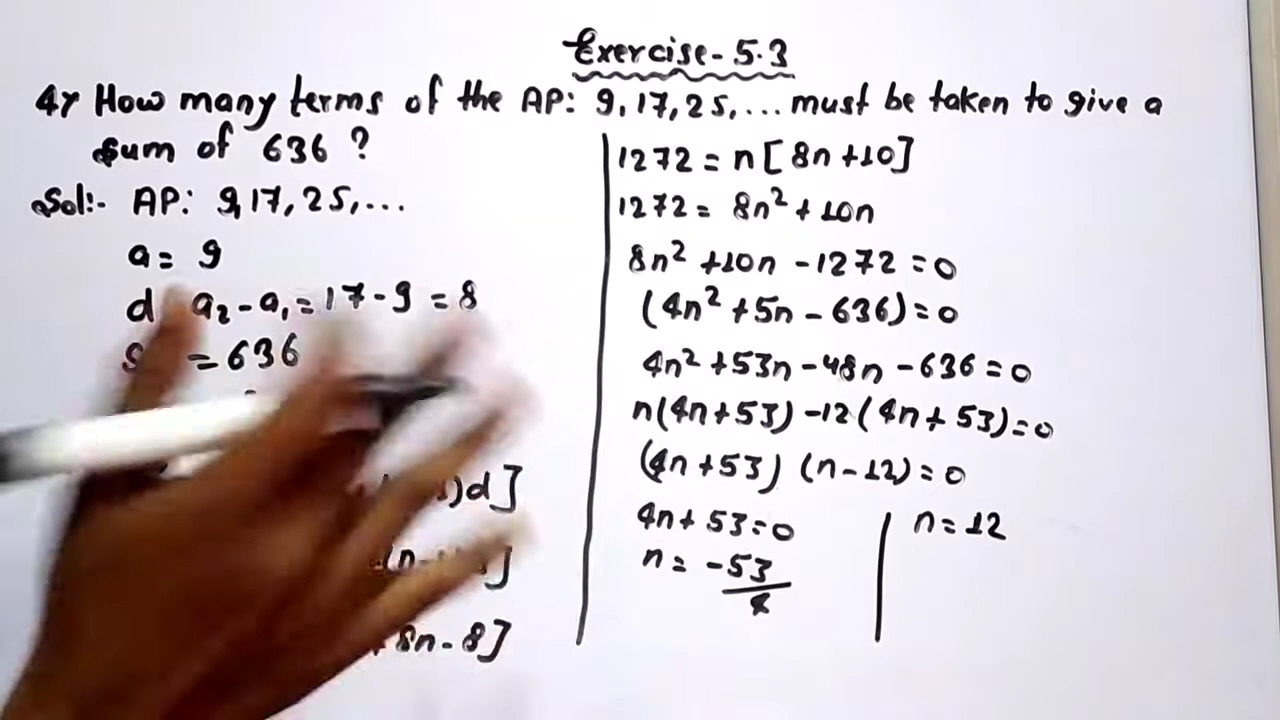 Exercise-5.3
4) How many terms of the AP: 9, 17, 25, ... must be taken to give a
sum of 636 ?
Sol:- AP: 9, 17, 25, ...
a = 9
d a₂ - a₁ = 17 - 9 = 8
S = 636
)d]
8n - 8]
1272 = n[8n + 10]
1272 = 8n² + 10n
8n² + 10n - 1272 = 0
(4n² + 5n - 636) = 0
4n² + 53n - 48n - 636 = 0
n(4n + 53) - 12(4n + 53) = 0
(4n + 53) (n - 12) = 0
4n + 53 = 0 n = 12
n = -53